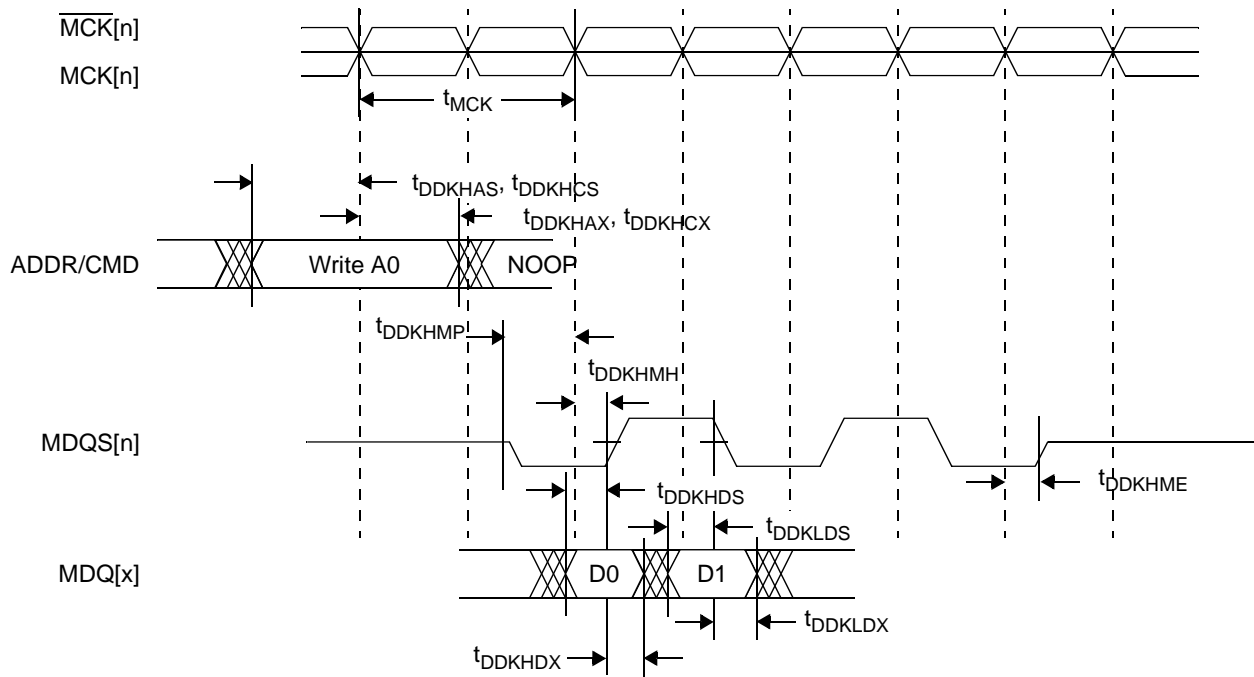 MCK[n]
MCK[n]
tMCK
tDDKHAS, tDDKHCS
tDDKHAX, tDDKHCX
ADDR/CMD
Write A0
NOOP
tDDKHMP
tDDKHMH
MDQS[n]
tDDKHME
tDDKHDS
tDDKLDS
MDQ[x]
D0
D1
tDDKLDX
tDDKHDX